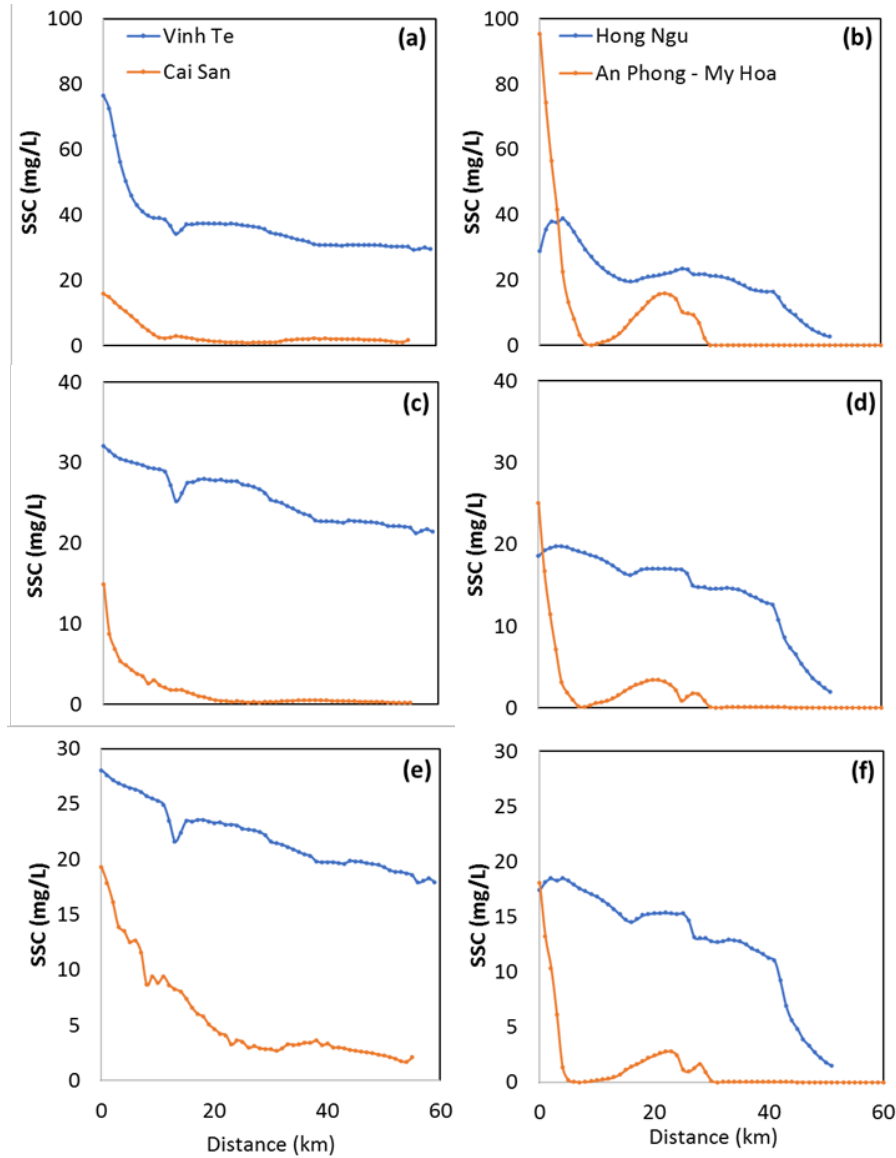 100
80
60
40
20
0
SSC (mg/L)
Vinh Te
Cai San
(a)
100
80
60
40
20
0
SSC (mg/L)
Hong Ngu
An Phong - My Hoa
(b)
40
30
20
10
0
SSC (mg/L)
(c)
40
30
20
10
0
SSC (mg/L)
(d)
30
25
20
15
10
5
0
SSC (mg/L)
(e)
0 20 40 60
Distance (km)
30
25
20
15
10
5
0
SSC (mg/L)
(f)
0 20 40 60
Distance (km)